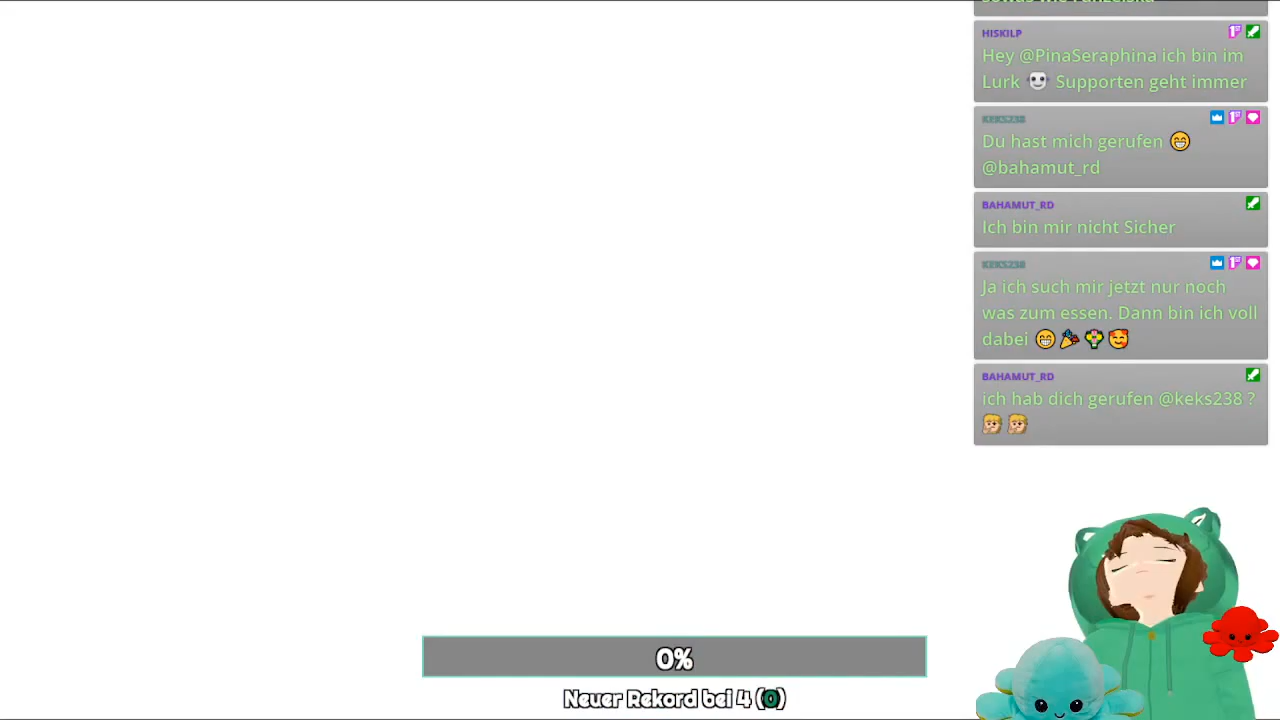 HISKILP
Hey @PinaSeraphina ich bin im
Lurk Supporten geht immer
KEKS238
Du hast mich gerufen 😁
@bahamut_rd
BAHAMUT_RD
Ich bin mir nicht Sicher
KEKS238
Ja ich such mir jetzt nur noch
was zum essen. Dann bin ich voll
dabei 😁🎉💐🥰
BAHAMUT_RD
ich hab dich gerufen @keks238 ?
0%
Neuer Rekord bei 4 (0)